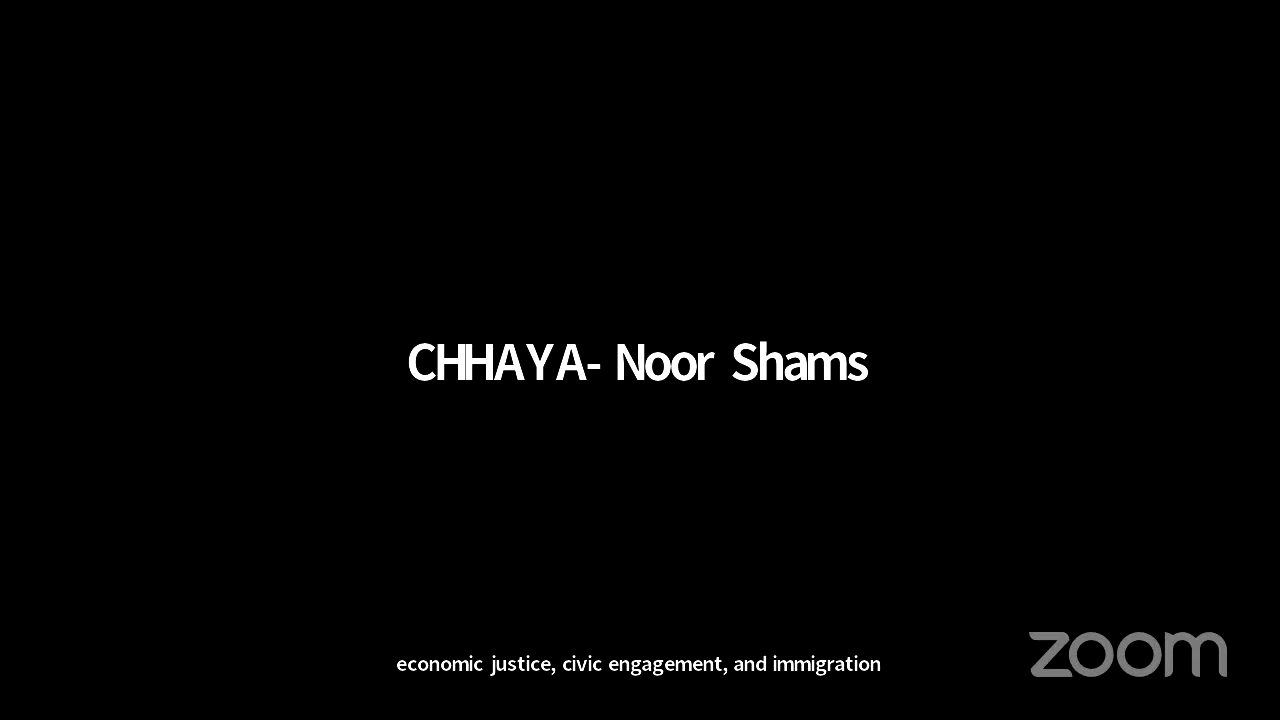 CHHAYA- Noor Shams
economic justice, civic engagement, and immigration
zoom